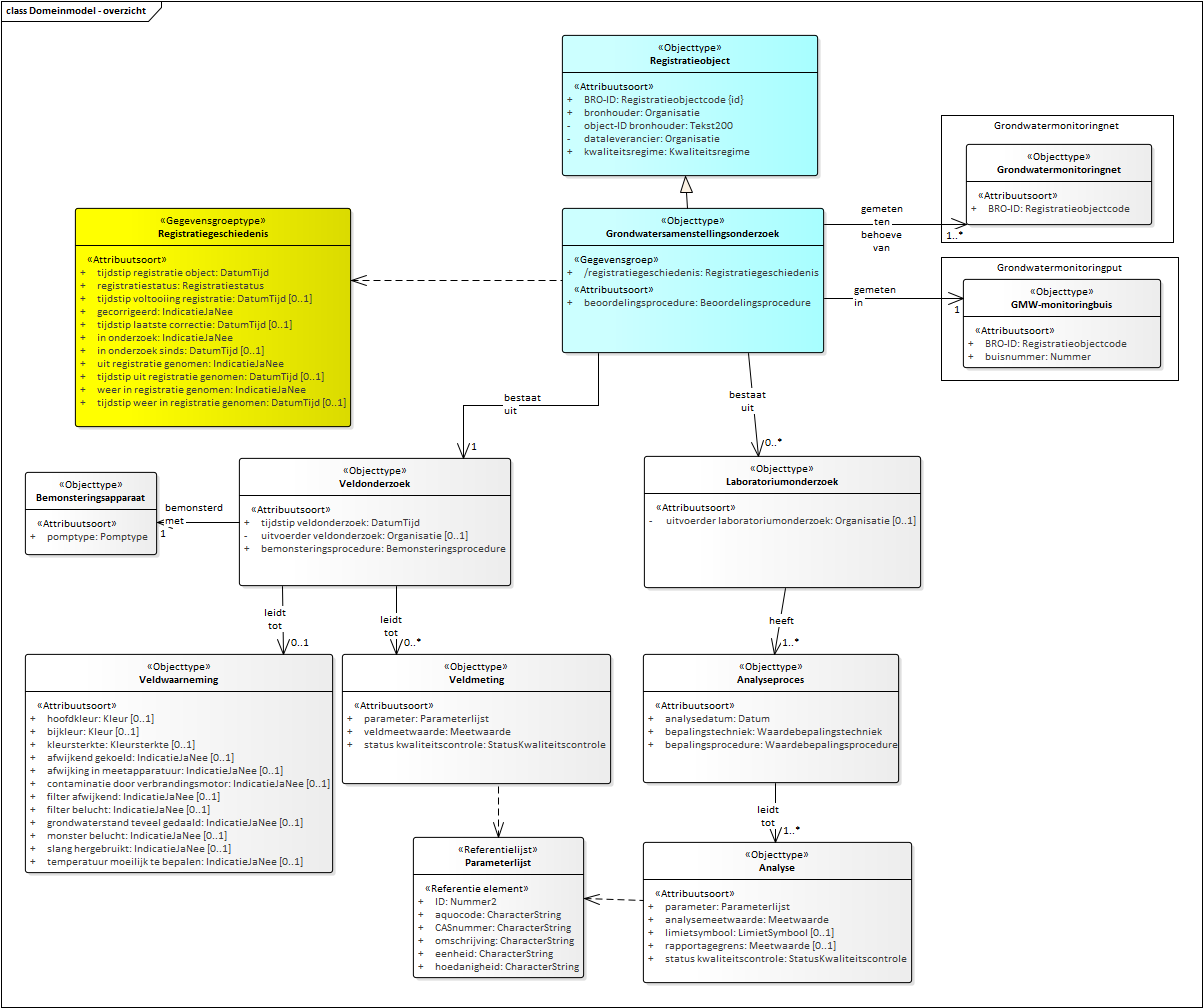 class Domeinmodel - overzicht
«Objecttype»
Registratieobject
«Attribuutsoort»
+ BRO-ID: Registratieobjectcode {id}
+ bronhouder: Organisatie
- object-ID bronhouder: Tekst200
- dataleverancier: Organisatie
+ kwaliteitsregime: Kwaliteitsregime
Grondwatermonitoringnet
«Objecttype»
Grondwatermonitoringnet
«Attribuutsoort»
+ BRO-ID: Registratieobjectcode
«Gegevensgroeptype»
Registratiegeschiedenis
«Attribuutsoort»
+ tijdstip registratie object: DatumTijd
+ registratiestatus: Registratiestatus
+ tijdstip voltooiing registratie: DatumTijd [0..1]
+ gecorrigeerd: IndicatieJaNee
+ tijdstip laatste correctie: DatumTijd [0..1]
+ in onderzoek: IndicatieJaNee
+ in onderzoek sinds: DatumTijd [0..1]
+ uit registratie genomen: IndicatieJaNee
+ tijdstip uit registratie genomen: DatumTijd [0..1]
+ weer in registratie genomen: IndicatieJaNee
+ tijdstip weer in registratie genomen: DatumTijd [0..1]
«Objecttype»
Grondwatersamenstellingsonderzoek
«Gegevensgroep»
+ /registratiegeschiedenis: Registratiegeschiedenis
«Attribuutsoort»
+ beoordelingsprocedure: Beoordelingsprocedure
gemeten
ten
behoeve
van
1..*
gemeten
in
1
Grondwatermonitoringput
«Objecttype»
GMW-monitoringbuis
«Attribuutsoort»
+ BRO-ID: Registratieobjectcode
+ buisnummer: Nummer
bestaat
uit
1
bestaat
uit
0..*
«Objecttype»
Bemonsteringsapparaat
«Attribuutsoort»
+ pomptype: Pomptype
bemonsterd
met
1
«Objecttype»
Veldonderzoek
«Attribuutsoort»
+ tijdstip veldonderzoek: DatumTijd
- uitvoerder veldonderzoek: Organisatie [0..1]
+ bemonsteringsprocedure: Bemonsteringsprocedure
«Objecttype»
Laboratoriumonderzoek
«Attribuutsoort»
- uitvoerder laboratoriumonderzoek: Organisatie [0..1]
leidt
tot
0..1
leidt
tot
0..*
heeft
1..*
«Objecttype»
Veldwaarneming
«Attribuutsoort»
+ hoofdkleur: Kleur [0..1]
+ bijkleur: Kleur [0..1]
+ kleursterkte: Kleursterkte [0..1]
+ afwijkend gekoeld: IndicatieJaNee [0..1]
+ afwijking in meetapparatuur: IndicatieJaNee [0..1]
+ contaminatie door verbrandingsmotor: IndicatieJaNee [0..1]
+ filter afwijkend: IndicatieJaNee [0..1]
+ filter belucht: IndicatieJaNee [0..1]
+ grondwaterstand teveel gedaald: IndicatieJaNee [0..1]
+ monster belucht: IndicatieJaNee [0..1]
+ slang hergebruikt: IndicatieJaNee [0..1]
+ temperatuur moeilijk te bepalen: IndicatieJaNee [0..1]
«Objecttype»
Veldmeting
«Attribuutsoort»
+ parameter: Parameterlijst
+ veldmeetwaarde: Meetwaarde
+ status kwaliteitscontrole: StatusKwaliteitscontrole
«Objecttype»
Analyseproces
«Attribuutsoort»
+ analysedatum: Datum
+ bepalingstechniek: Waardebepalingstechniek
+ bepalingsprocedure: Waardebepalingsprocedure
leidt
tot
1..*
«Referentielijst»
Parameterlijst
«Referentie element»
+ ID: Nummer2
+ aquocode: CharacterString
+ CASnummer: CharacterString
+ omschrijving: CharacterString
+ eenheid: CharacterString
+ hoedanigheid: CharacterString
«Objecttype»
Analyse
«Attribuutsoort»
+ parameter: Parameterlijst
+ analysemeetwaarde: Meetwaarde
+ limietsymbool: LimietSymbool [0..1]
+ rapportagegrens: Meetwaarde [0..1]
+ status kwaliteitscontrole: StatusKwaliteitscontrole